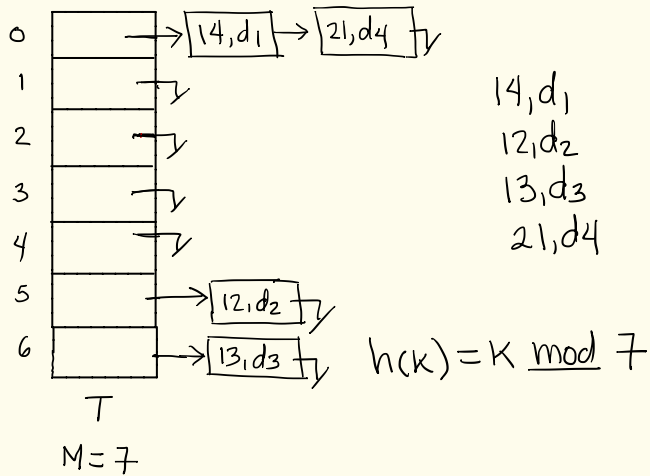 0 14,d1 21,d4
1
2
3
4
5 12,d2
6 13,d3
T
M=7
14,d1
12,d2
13,d3
21,d4
h(k)=k mod 7